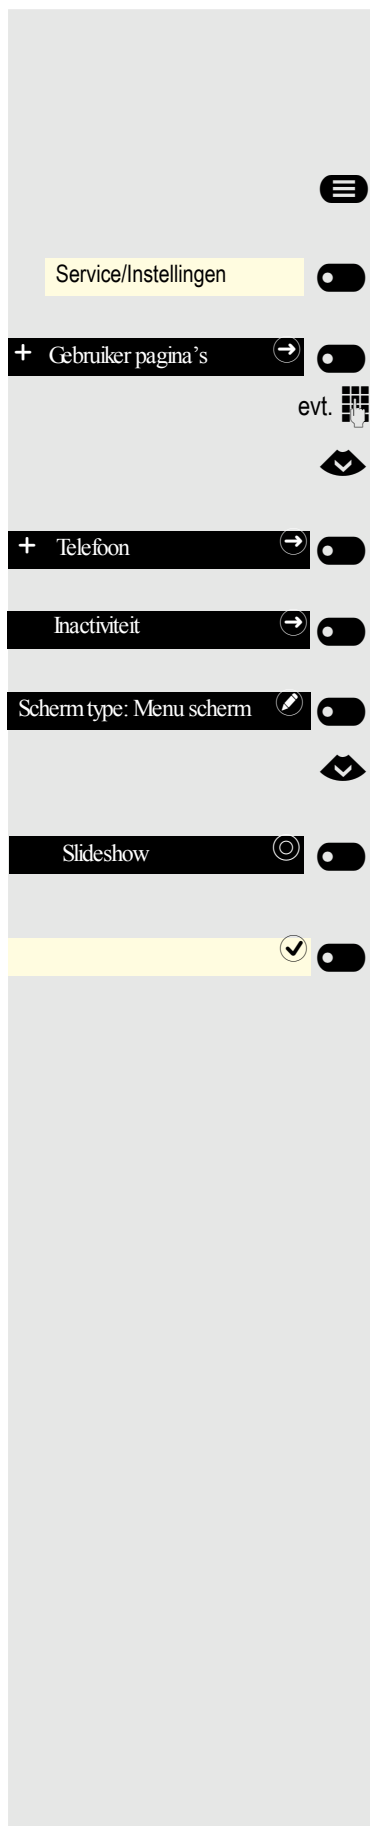 Service/Instellingen
+ Gebruiker pagina's
evt.
+ Telefoon
Inactiviteit
Scherm type: Menu scherm
Slideshow